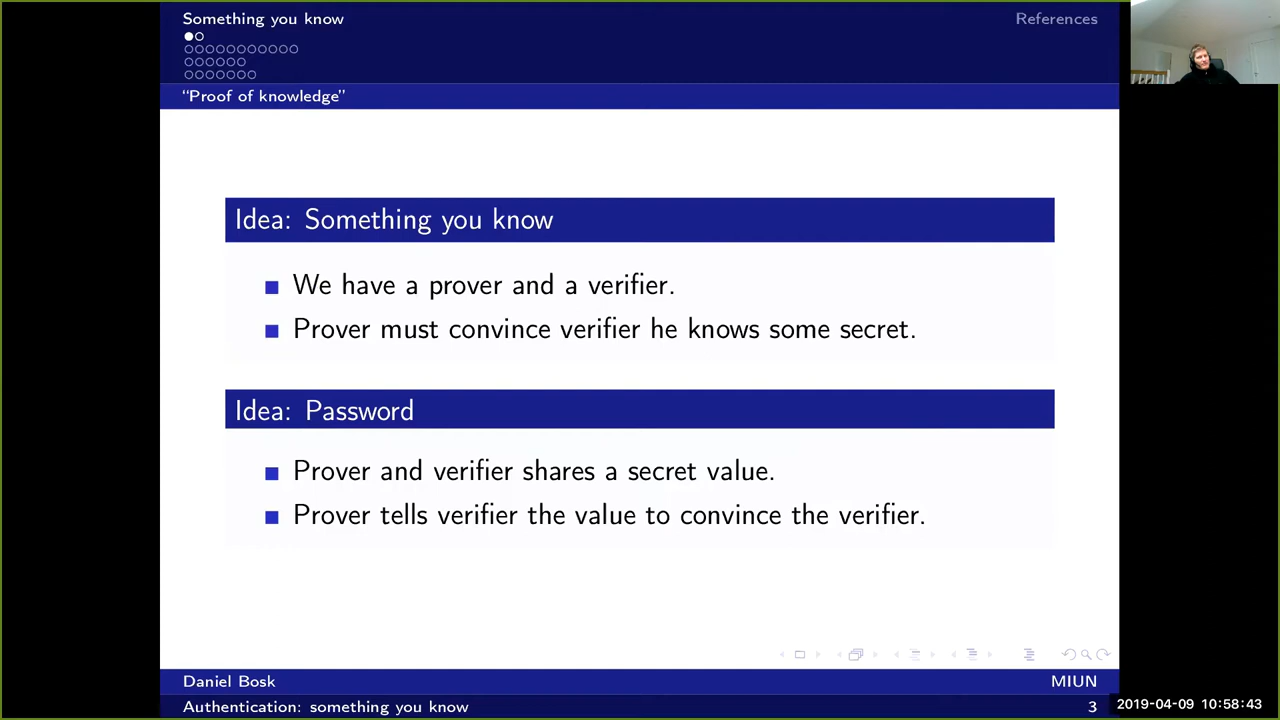 Something you know
References
“Proof of knowledge”
Idea: Something you know
We have a prover and a verifier.
Prover must convince verifier he knows some secret.
Idea: Password
Prover and verifier shares a secret value.
Prover tells verifier the value to convince the verifier.
Daniel Bosk
MIUN
Authentication: something you know
3
2019-04-09 10:58:43